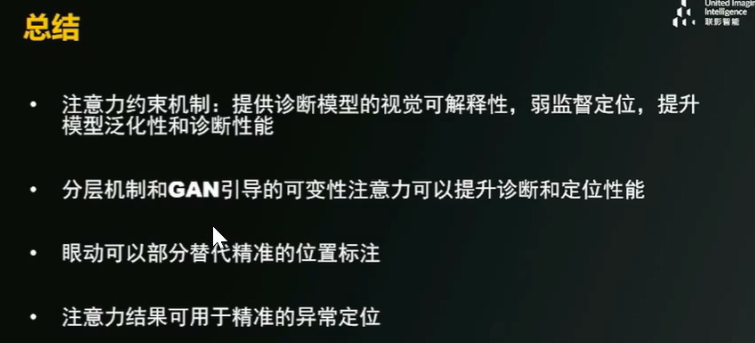 总结
United Imaging
Intelligence
联影智能
• 注意力约束机制：提供诊断模型的视觉可解释性，弱监督定位，提升
模型泛化性和诊断性能
• 分层机制和GAN引导的可变性注意力可以提升诊断和定位性能
• 眼动可以部分替代精准的位置标注
• 注意力结果可用于精准的异常定位